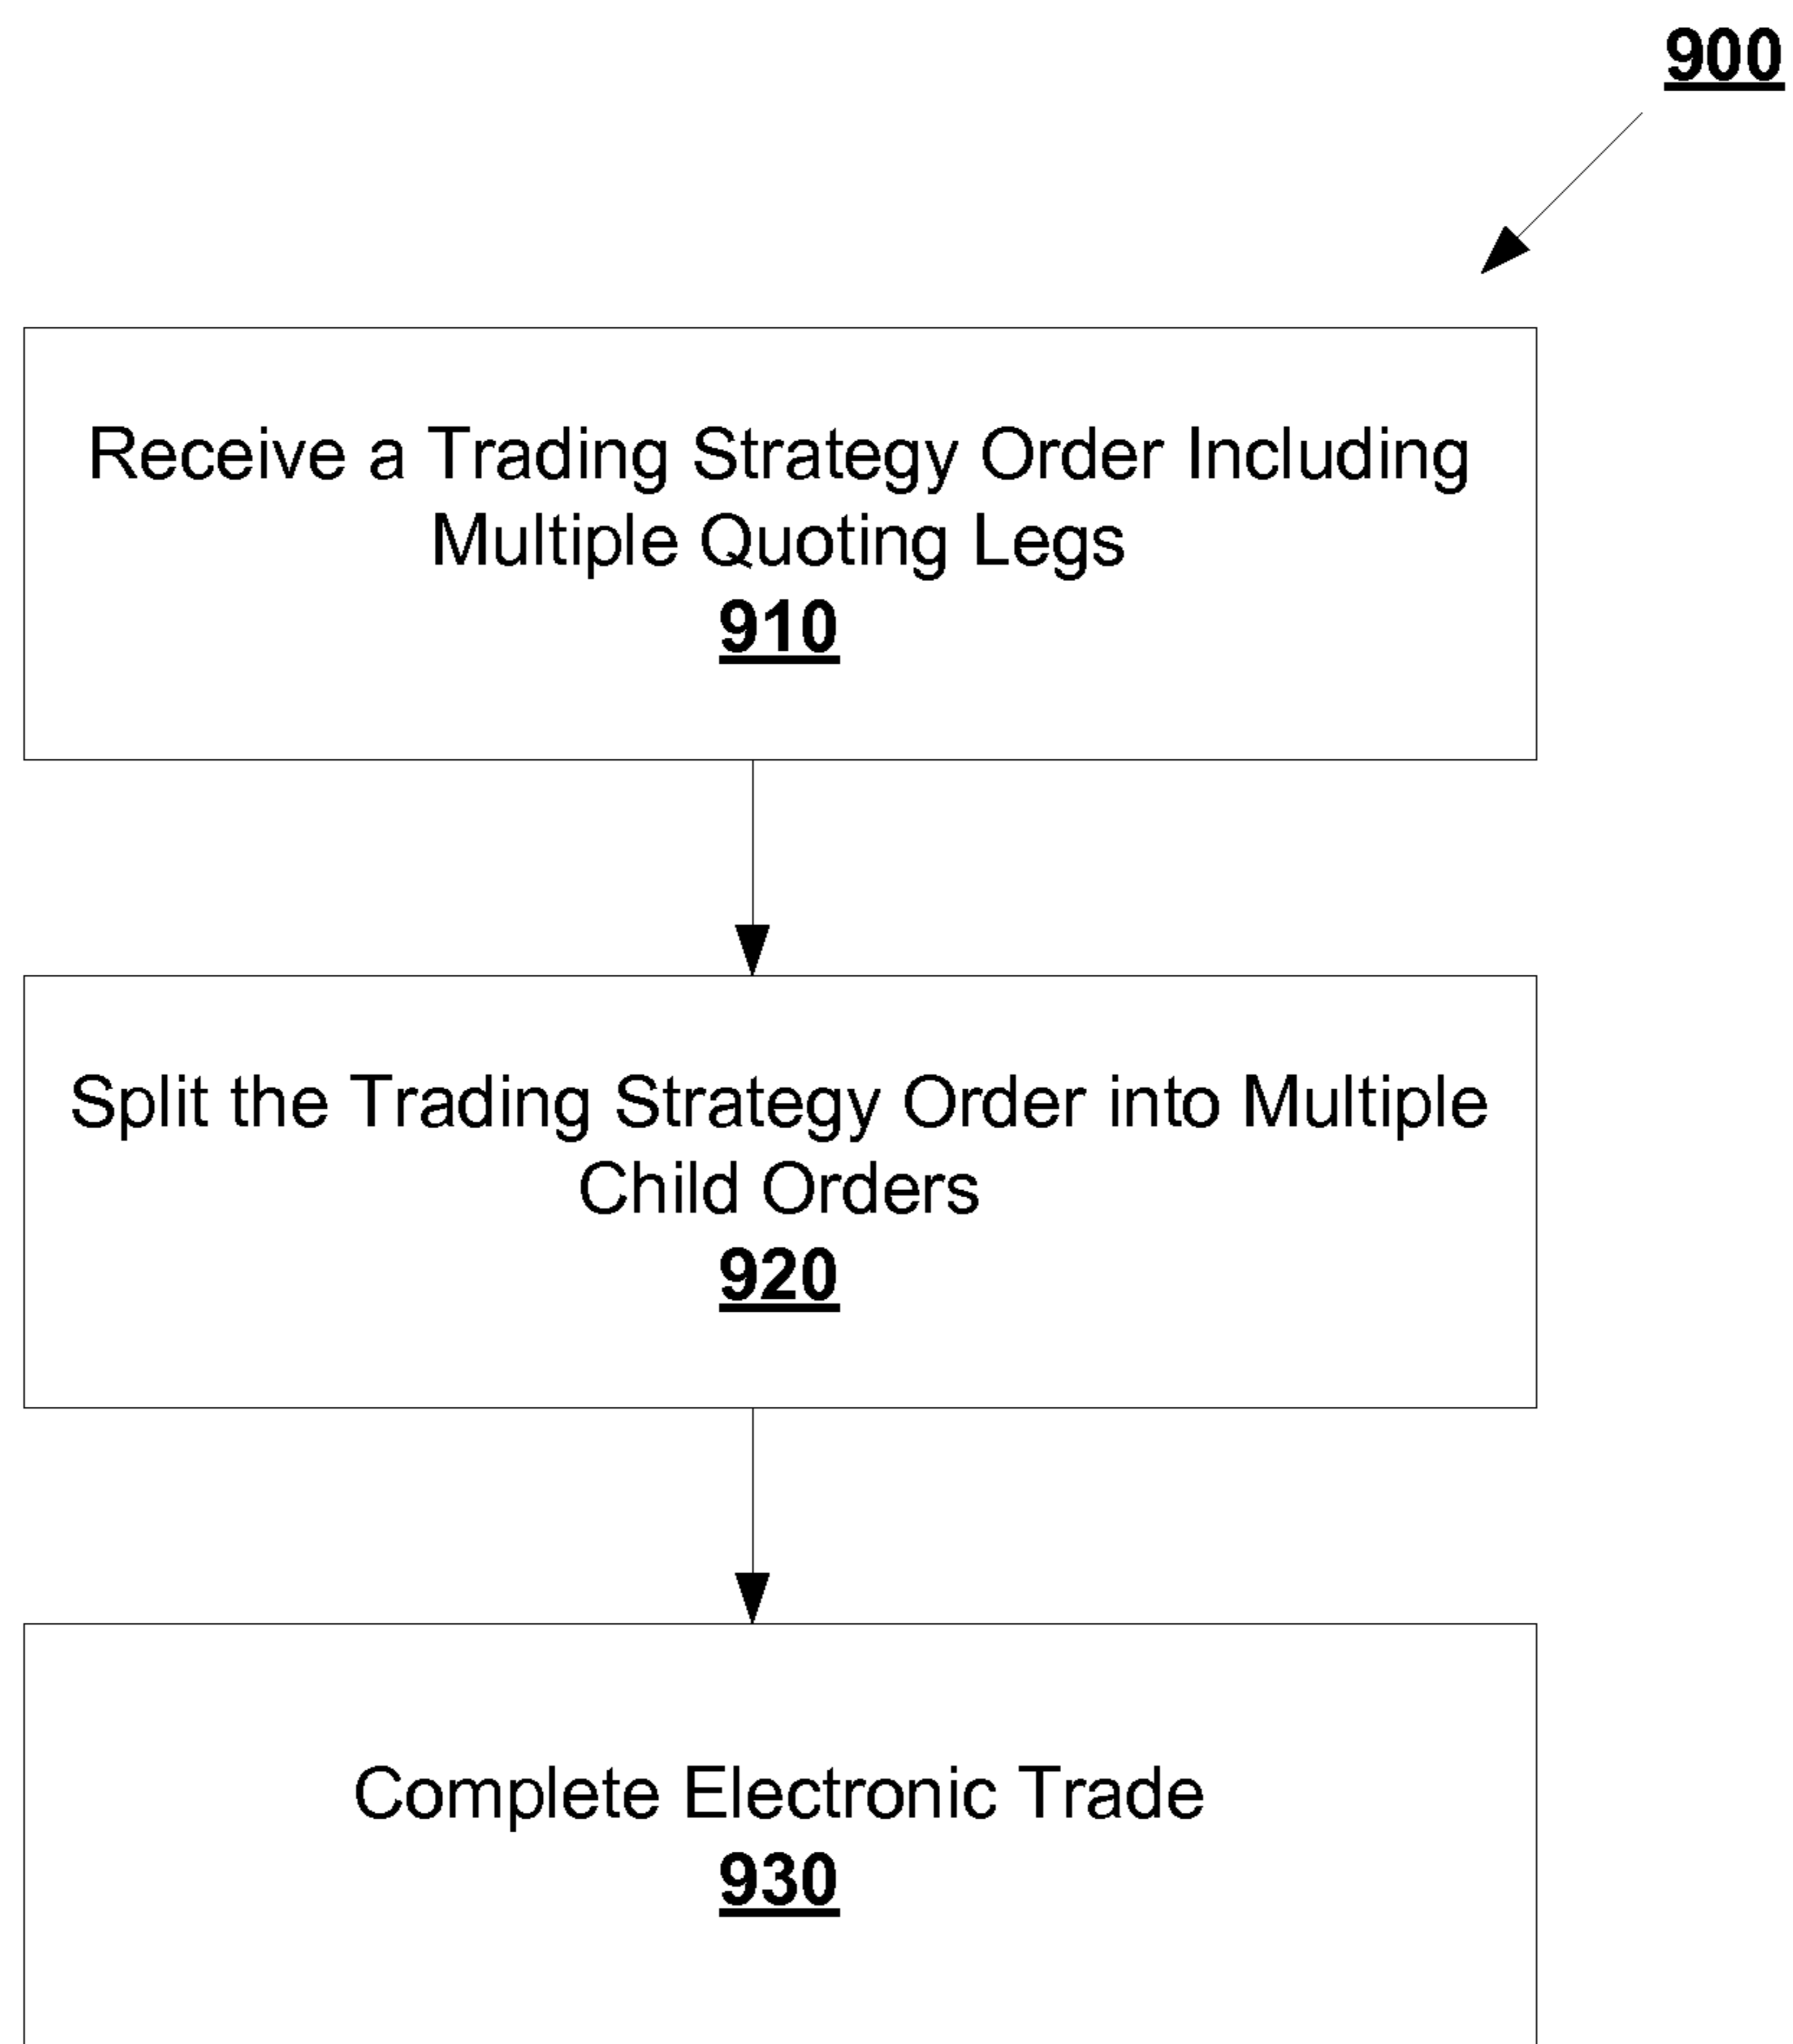 900
Receive a Trading Strategy Order Including
Multiple Quoting Legs
910
Split the Trading Strategy Order into Multiple
Child Orders
920
Complete Electronic Trade
930